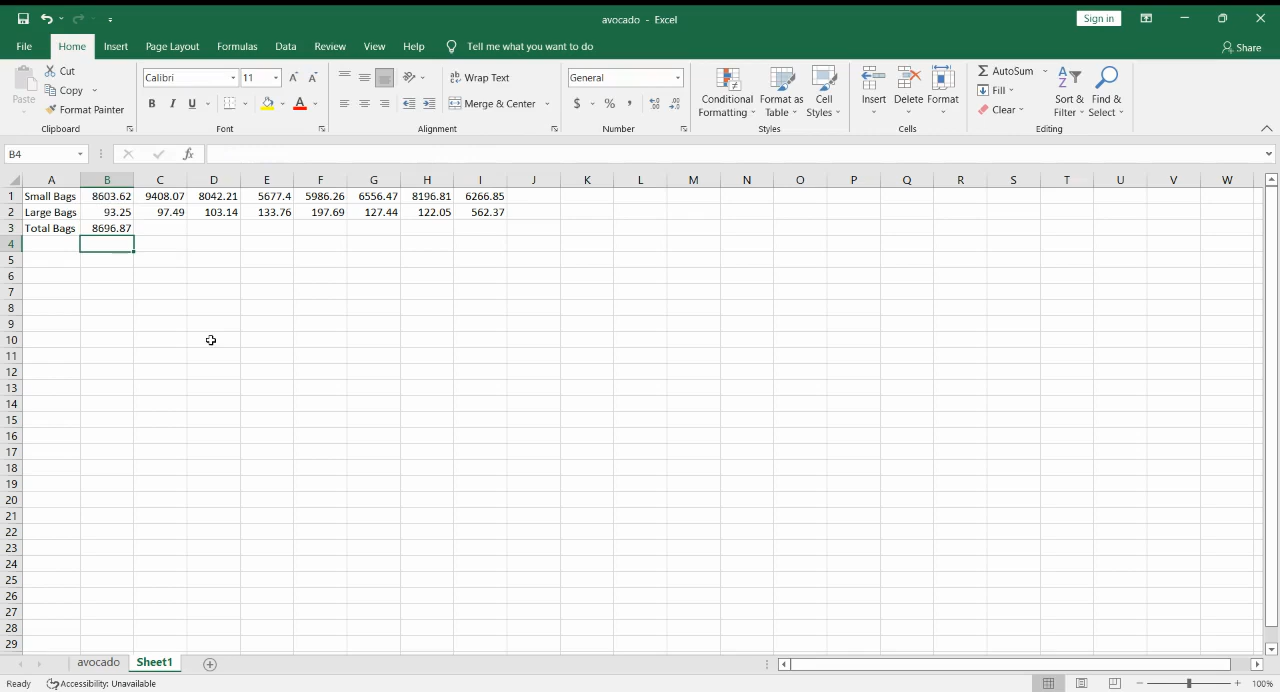 avocado - Excel
Sign in
File Home Insert Page Layout Formulas Data Review View Help Tell me what you want to do Share
Paste Cut Copy Format Painter Clipboard
Calibri 11 B I U A Font
Wrap Text Merge & Center Alignment
General $ % , Number
Conditional Formatting Format as Table Cell Styles Styles
Insert Delete Format Cells
AutoSum Fill Clear Sort & Filter Find & Select Editing
B4 fx
A B C D E F G H I J K L M N O P Q R S T U V W
1 Small Bags 8603.62 9408.07 8042.21 5677.4 5986.26 6556.47 8196.81 6266.85
2 Large Bags 93.25 97.49 103.14 133.76 197.69 127.44 122.05 562.37
3 Total Bags 8696.87
4
5
6
7
8
9
10
11
12
13
14
15
16
17
18
19
20
21
22
23
24
25
26
27
28
29
avocado Sheet1
Ready Accessibility: Unavailable 100%